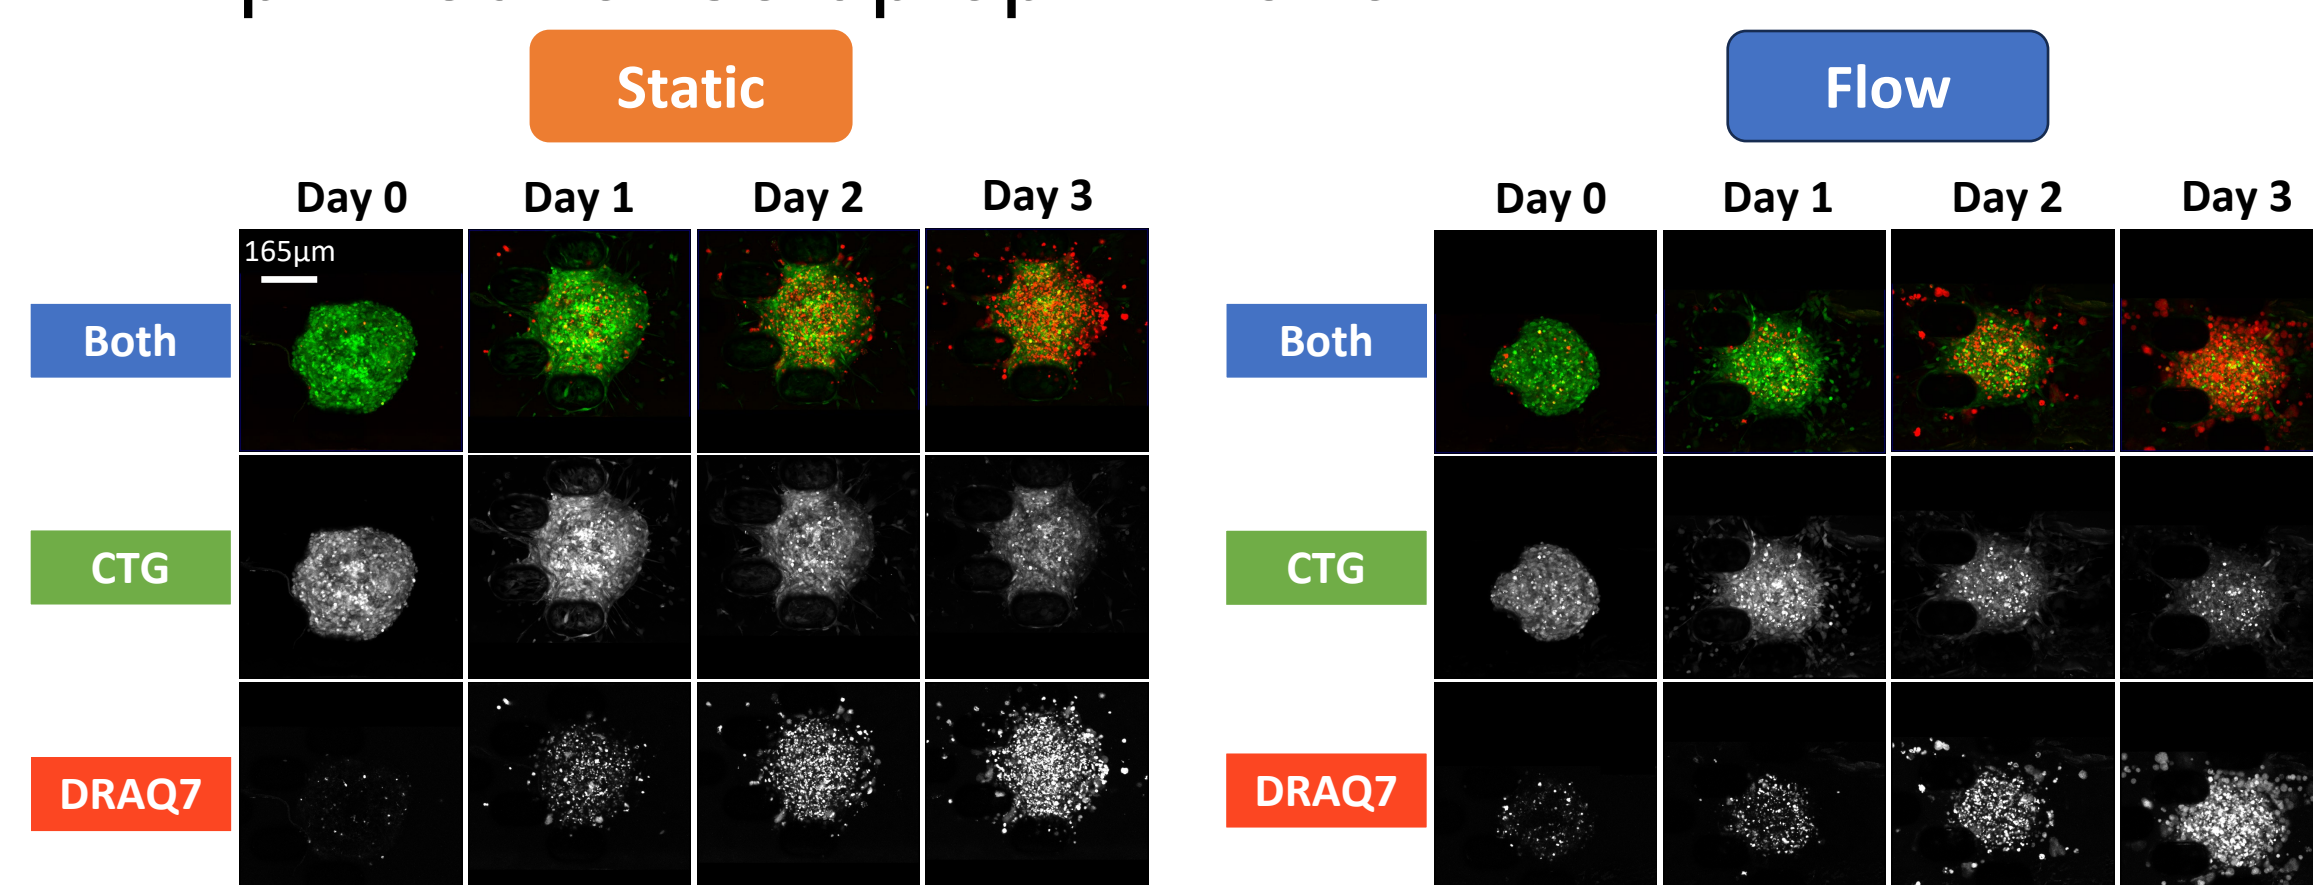 Static
Flow
Day 0
Day 1
Day 2
Day 3
Day 0
Day 1
Day 2
Day 3
165µm
Both
Both
CTG
CTG
DRAQ7
DRAQ7